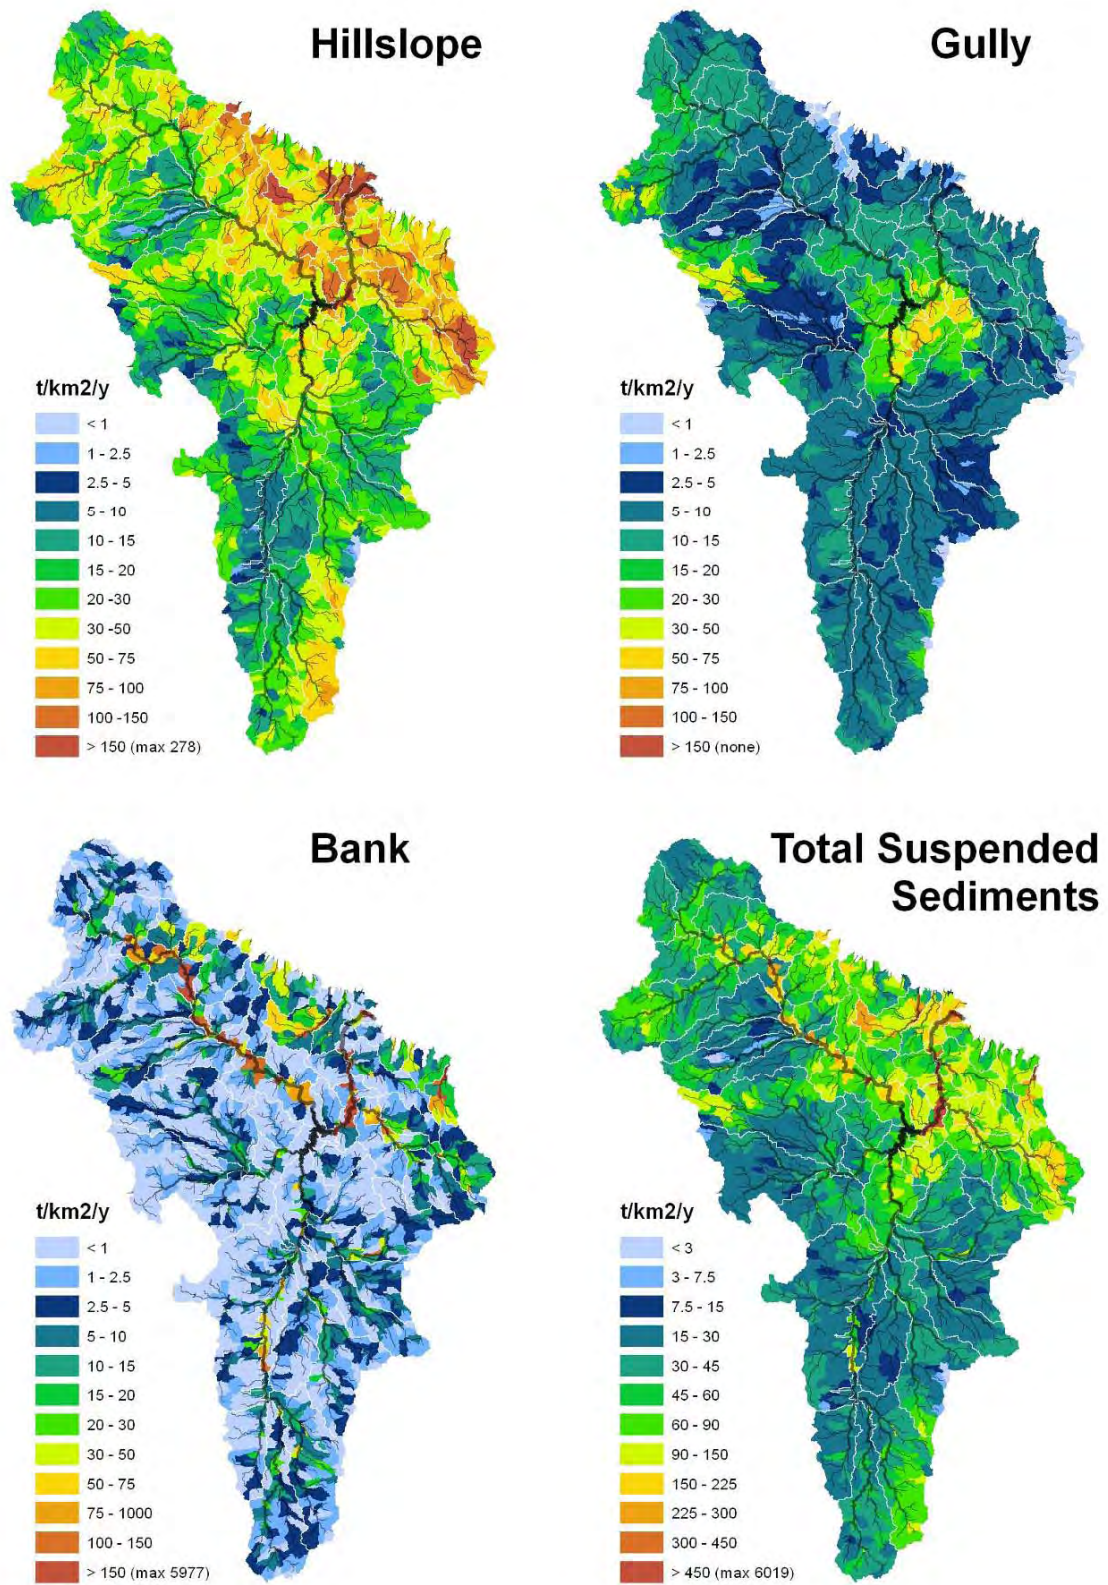 Hillslope
t/km2/y
< 1
1 - 2.5
2.5 - 5
5 - 10
10 - 15
15 - 20
20 -30
30 -50
50 - 75
75 - 100
100 -150
> 150 (max 278)
Gully
t/km2/y
< 1
1 - 2.5
2.5 - 5
5 - 10
10 - 15
15 - 20
20 - 30
30 - 50
50 - 75
75 - 100
100 - 150
> 150 (none)
Bank
t/km2/y
< 1
1 - 2.5
2.5 - 5
5 - 10
10 - 15
15 - 20
20 - 30
30 - 50
50 - 75
75 - 1000
100 - 150
> 150 (max 5977)
Total Suspended
Sediments
t/km2/y
< 3
3 - 7.5
7.5 - 15
15 - 30
30 - 45
45 - 60
60 - 90
90 - 150
150 - 225
225 - 300
300 - 450
> 450 (max 6019)